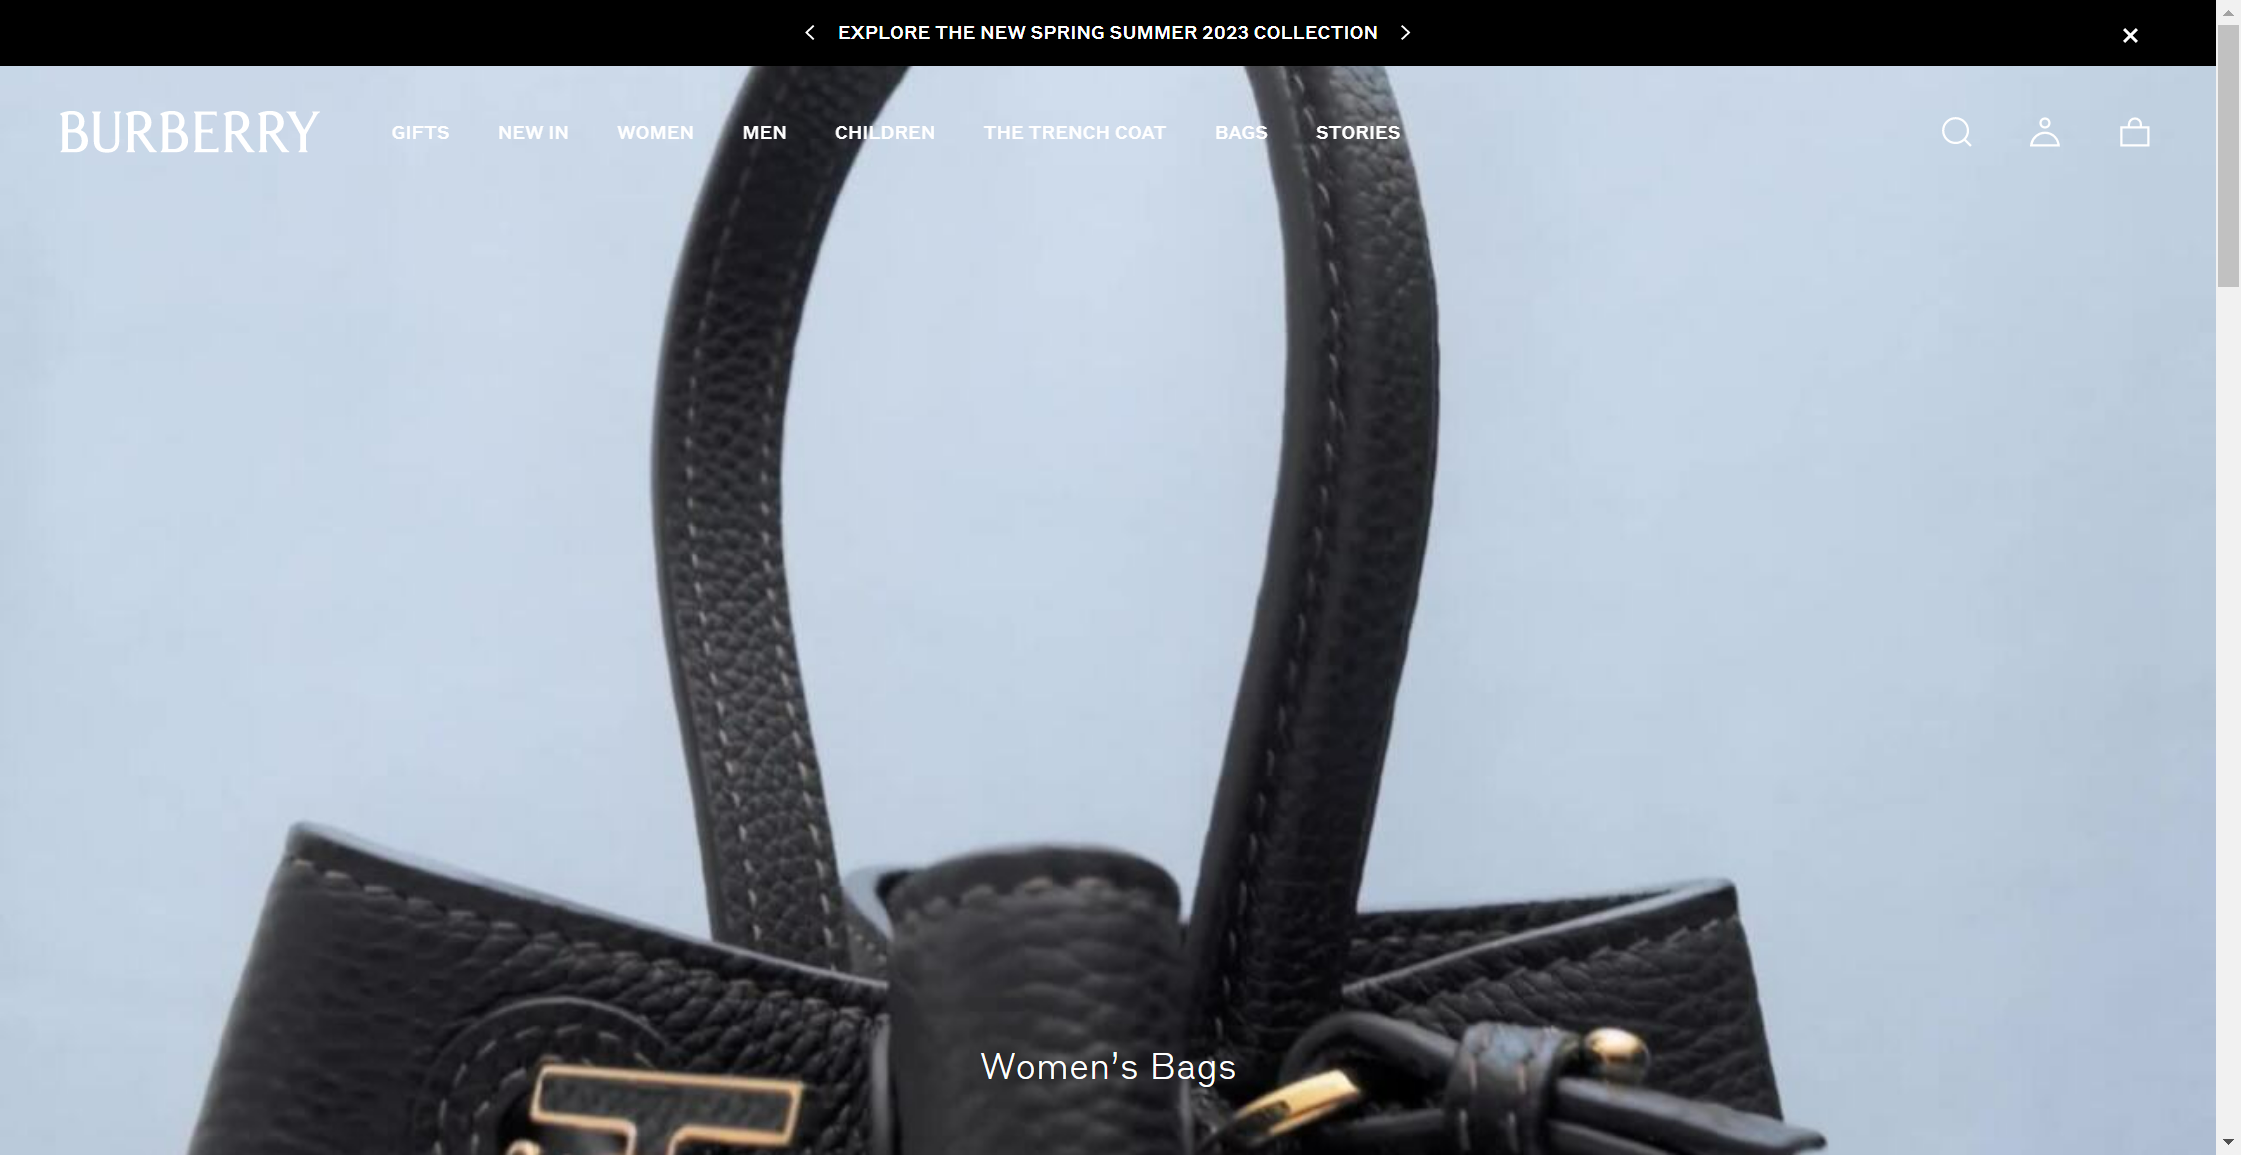 EXPLORE THE NEW SPRING SUMMER 2023 COLLECTION
BURBERRY GIFTS NEW IN WOMEN MEN CHILDREN THE TRENCH COAT BAGS STORIES
Women's Bags